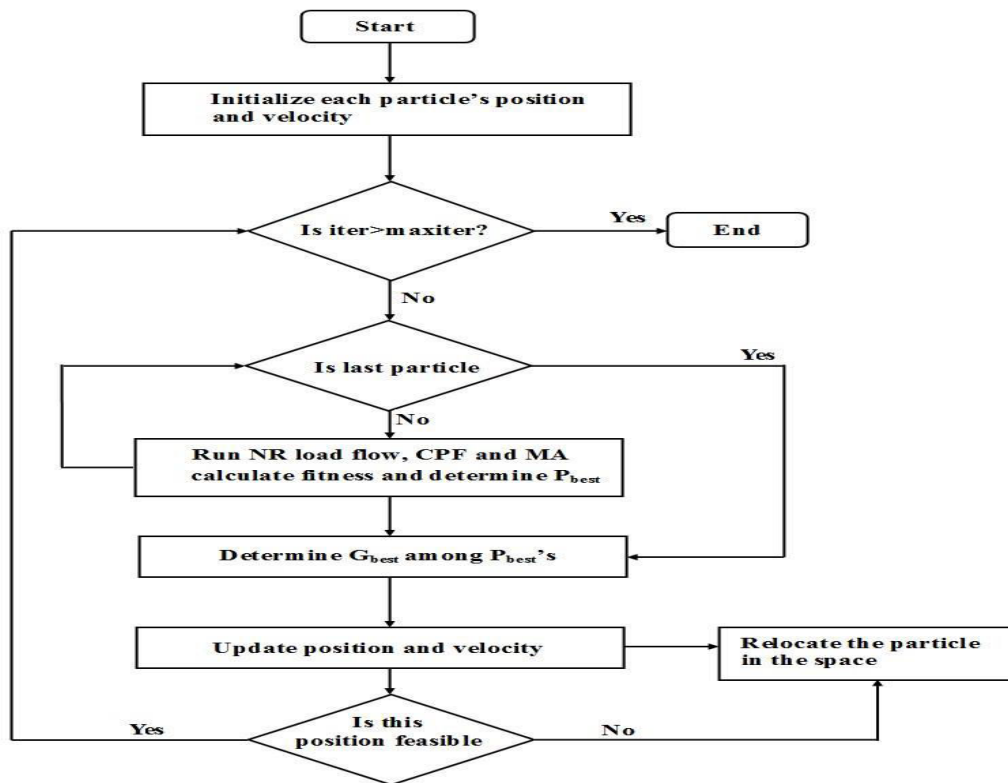 Start
Initialize each particle's position
and velocity
Is iter>maxiter?
Yes
End
No
Is last particle
Yes
No
Run NR load flow, CPF and MA
calculate fitness and determine Pbest
Determine Gbest among Pbest's
Update position and velocity
Relocate the particle
in the space
Is this
position feasible
Yes
No